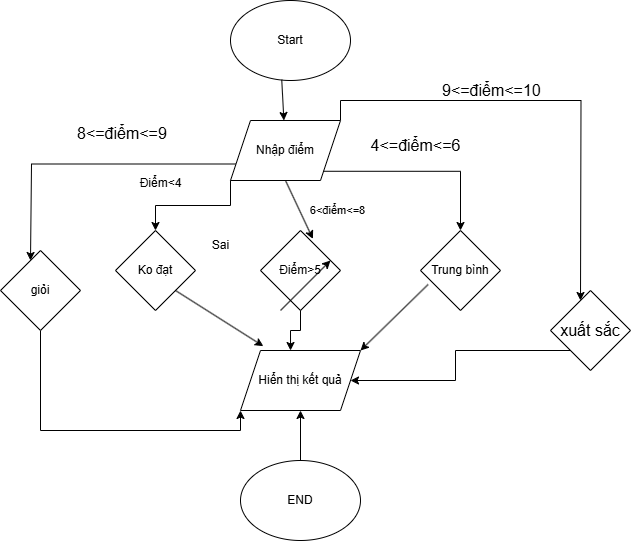 Start
9<=điểm<=10
8<=điểm<=9
Nhập điểm
4<=điểm<=6
Điểm<4
6<điểm<=8
Sai
giỏi
Ko đạt
Điểm>5
Trung bình
xuất sắc
Hiển thị kết quả
END